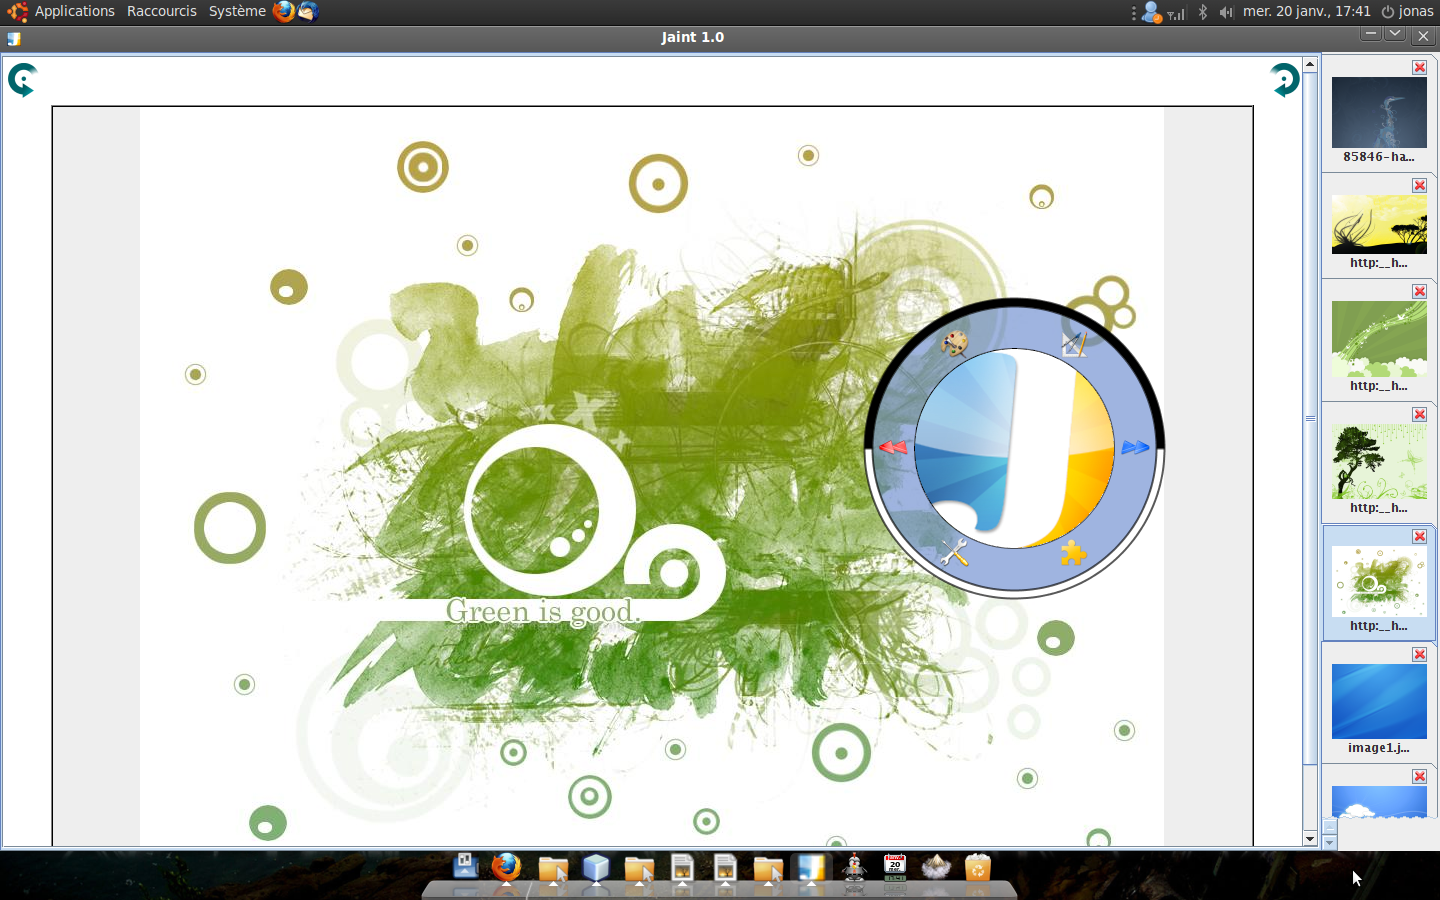 Applications Raccourcis Système
mer. 20 janv., 17:41 jonas
Jaint 1.0
85846-ha...
http:__h...
http:__h...
http:__h...
Green is good.
http:__h...
image1.j...
20
mer.